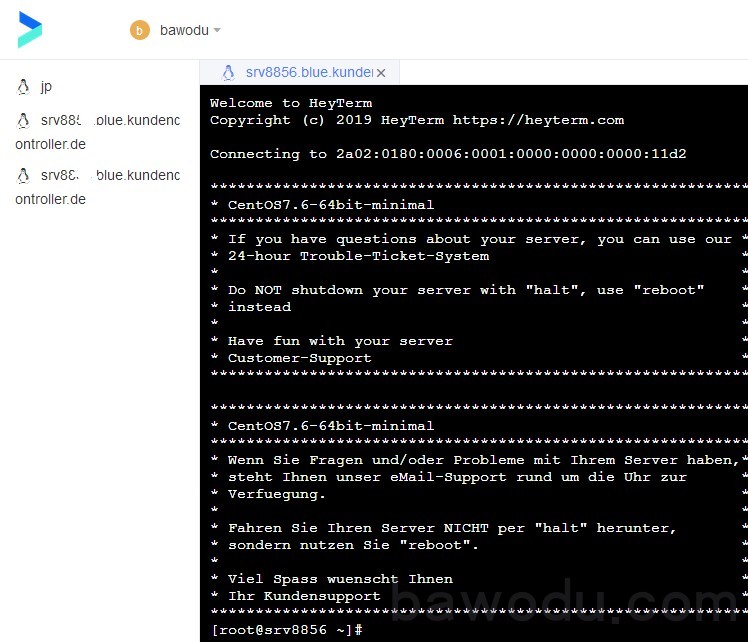 b bawodu
jp
srv885 .blue.kundenc
ontroller.de
srv88 .blue.kundenc
ontroller.de
srv8856.blue.kunder ×
Welcome to HeyTerm
Copyright (c) 2019 HeyTerm https://heyterm.com
Connecting to 2a02:0180:0006:0001:0000:0000:0000:11d2
************************************************************
* CentOS7.6-64bit-minimal
************************************************************
* If you have questions about your server, you can use our *
* 24-hour Trouble-Ticket-System *
* *
* Do NOT shutdown your server with "halt", use "reboot" *
* instead *
* *
* Have fun with your server *
* Customer-Support *
************************************************************
************************************************************
* CentOS7.6-64bit-minimal
************************************************************
* Wenn Sie Fragen und/oder Probleme mit Ihrem Server haben,*
* steht Ihnen unser eMail-Support rund um die Uhr zur *
* Verfuegung. *
* *
* Fahren Sie Ihren Server NICHT per "halt" herunter, *
* sondern nutzen Sie "reboot". *
* *
* Viel Spass wuenscht Ihnen *
* Ihr Kundensupport *
************************************************************
[root@srv8856 ~]#
bawodu.com